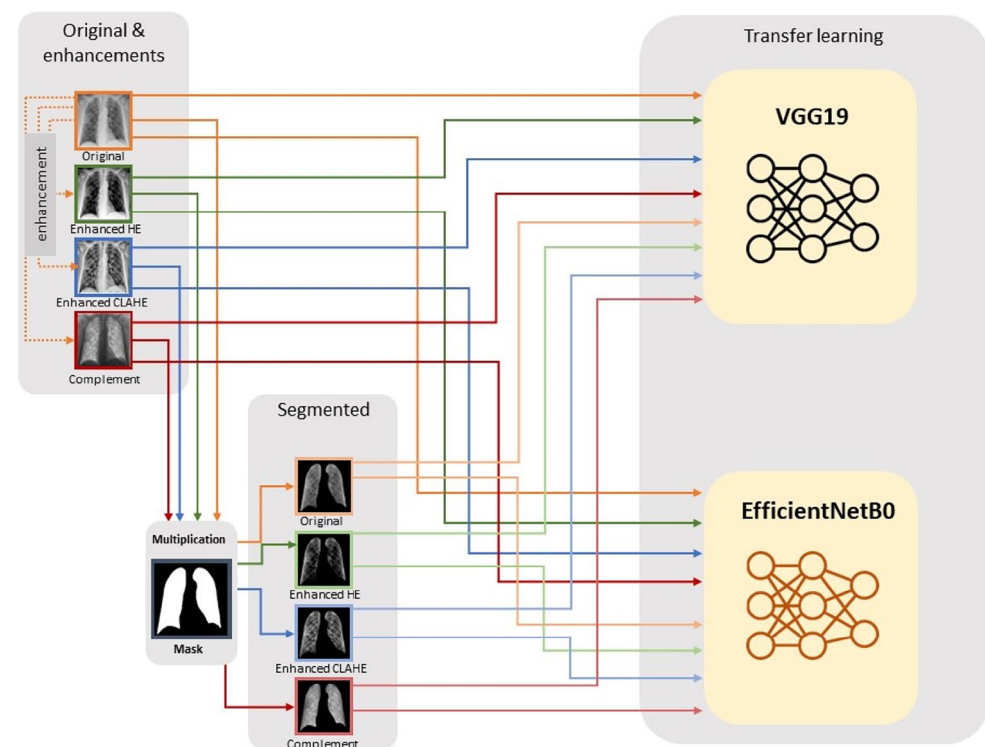 Original &
enhancements
Transfer learning
VGG19
Original
enhancement
Enhanced HE
Enhanced CLAHE
Complement
Segmented
Original
EfficientNetB0
Multiplication
Enhanced HE
Mask
Enhanced CLAHE
Complement